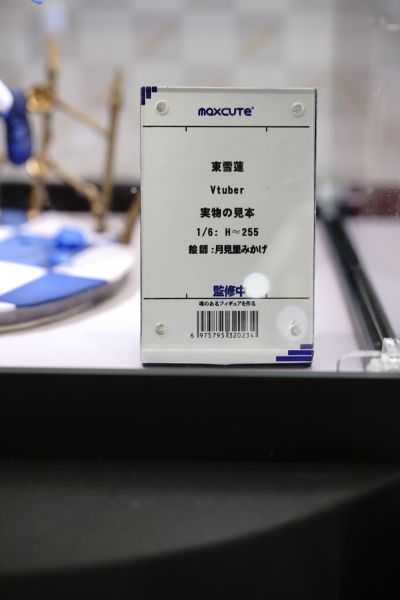 maxcute®
東雪蓮
Vtuber
実物の見本
1/6: H～255
絵師:月見里みかげ
監修中
魂のあるフィギュアを作る
6 975795 320234